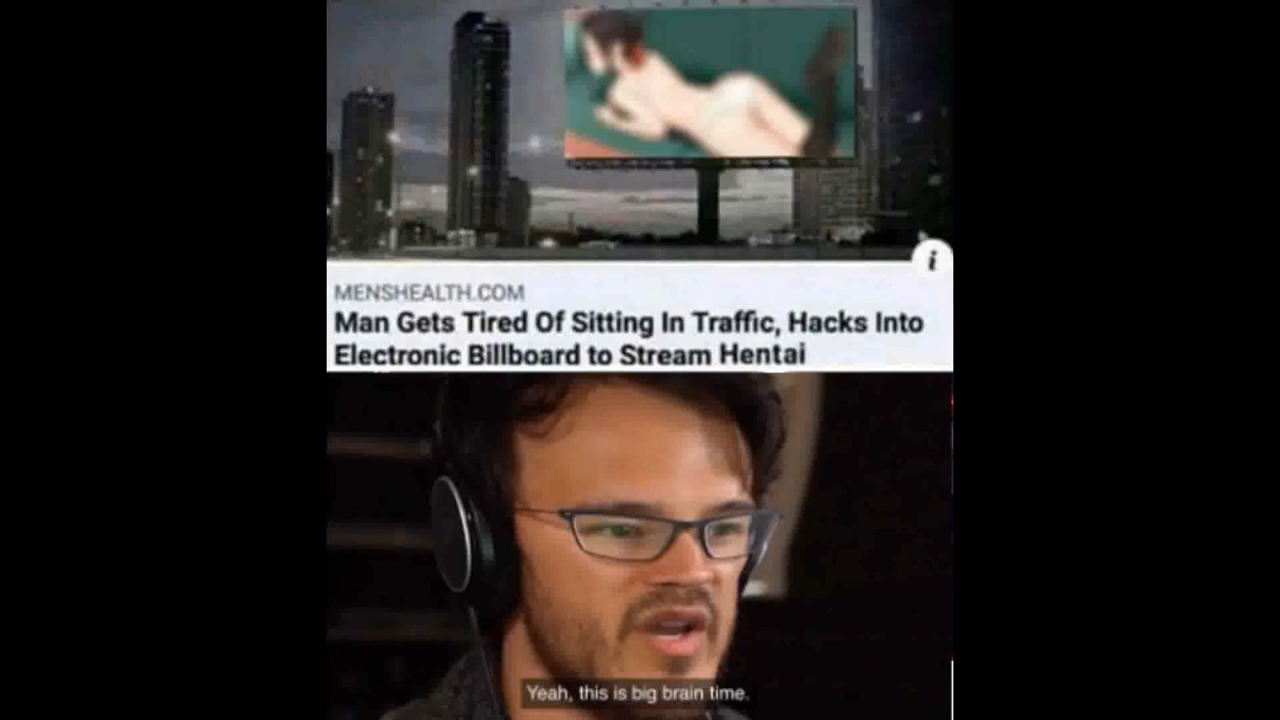 i
MENSHEALTH.COM
Man Gets Tired Of Sitting In Traffic, Hacks Into
Electronic Billboard to Stream Hentai
Yeah, this is big brain time.